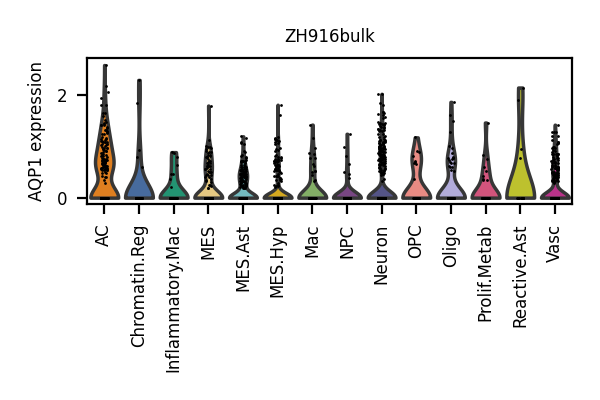 ZH916bulk
AQP1 expression
2
0
AC
Chromatin.Reg
Inflammatory.Mac
MES
MES.Ast
MES.Hyp
Mac
NPC
Neuron
OPC
Oligo
Prolif.Metab
Reactive.Ast
Vasc